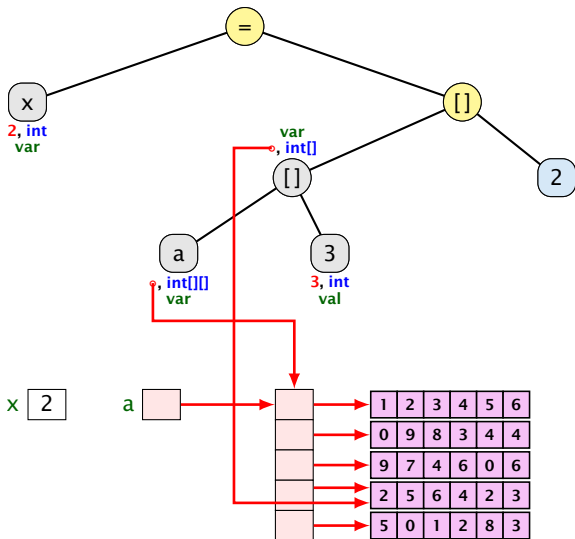 =
x
[]
2, int
var
var
, int[]
[]
2
a
3
, int[][]
var
3, int
val
x 2 a
1 2 3 4 5 6
0 9 8 3 4 4
9 7 4 6 0 6
2 5 6 4 2 3
5 0 1 2 8 3